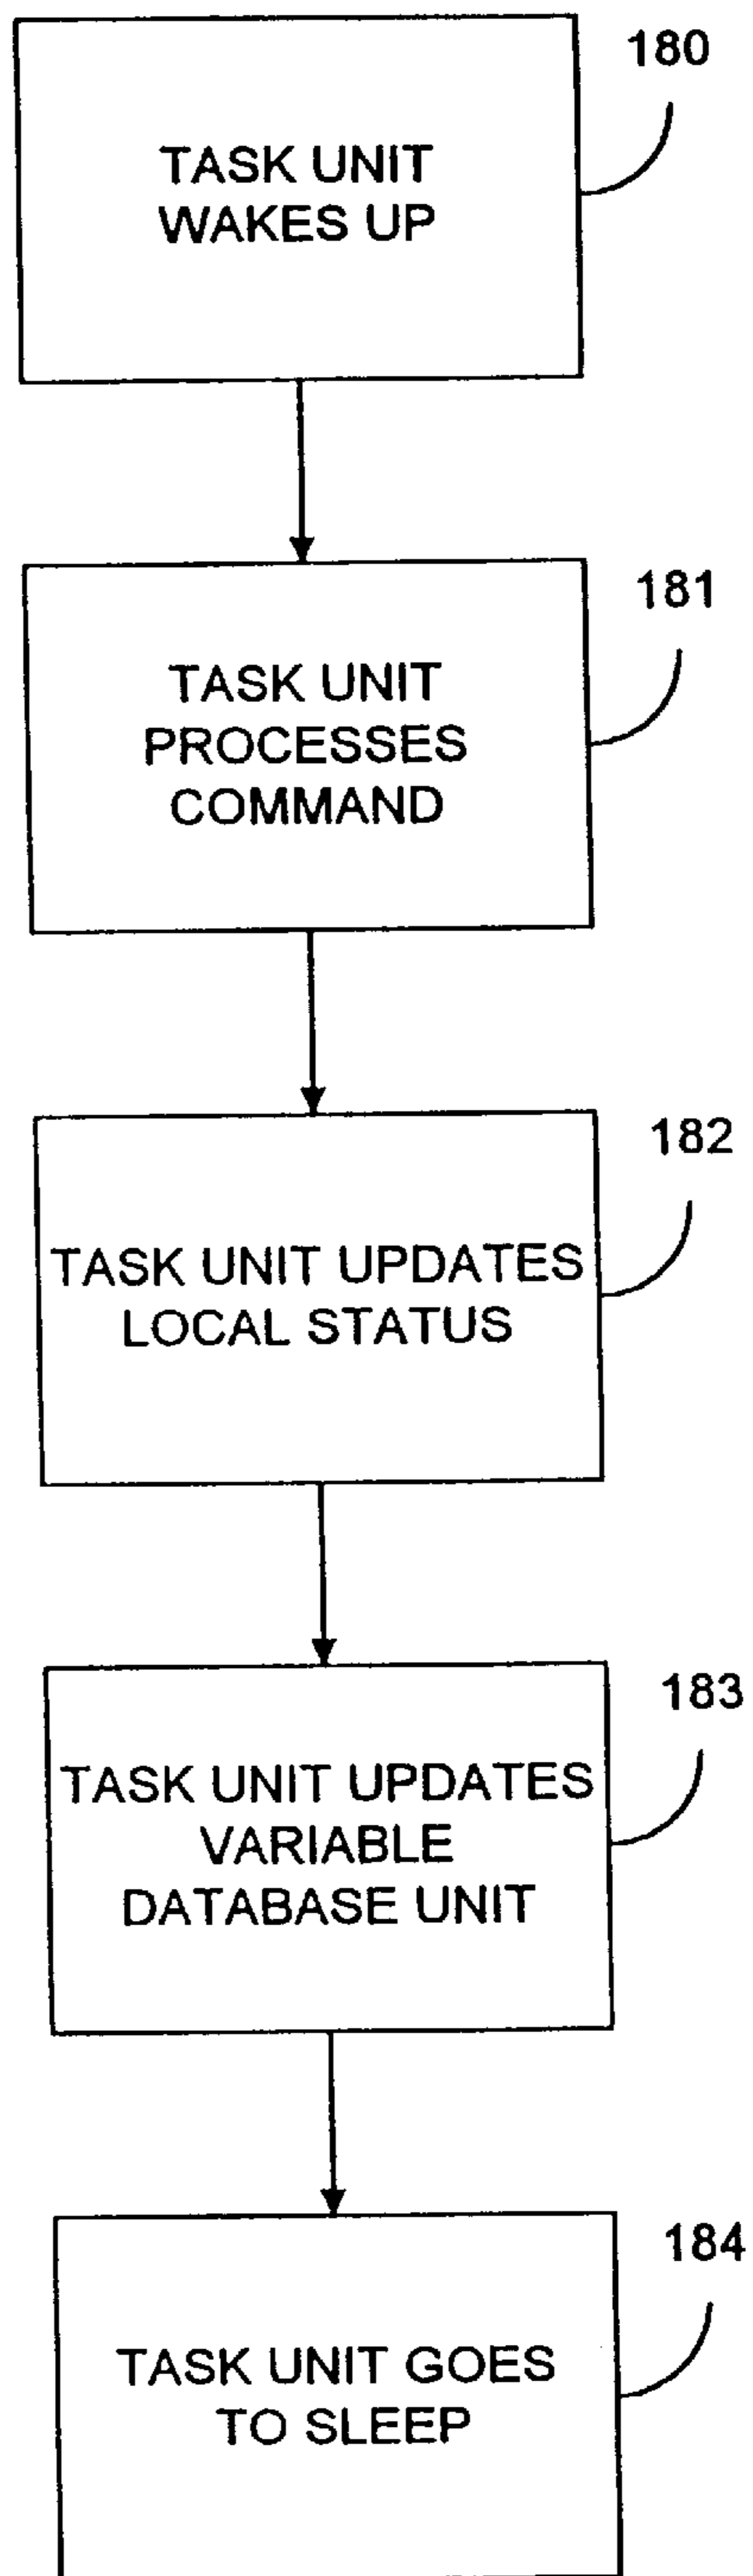 180
TASK UNIT
WAKES UP
181
TASK UNIT
PROCESSES
COMMAND
182
TASK UNIT UPDATES
LOCAL STATUS
183
TASK UNIT UPDATES
VARIABLE
DATABASE UNIT
184
TASK UNIT GOES
TO SLEEP